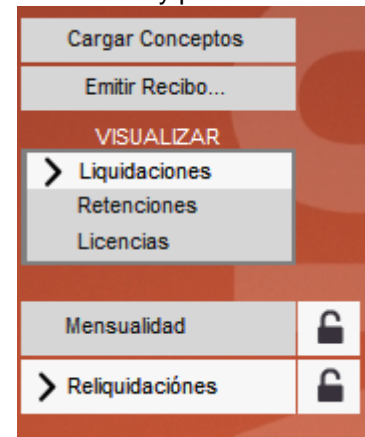 Cargar Conceptos
Emitir Recibo...
VISUALIZAR
Liquidaciones
Retenciones
Licencias
Mensualidad
Reliquidaciónes